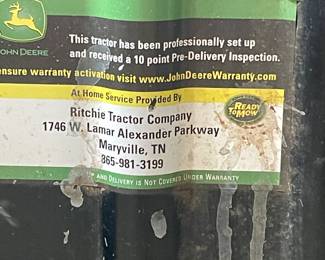 JOHN DEERE
This tractor has been professionally set up
and received a 10 point Pre-Delivery Inspection.
ensure warranty activation visit www.JohnDeereWarranty.com
At Home Service Provided By
READY
TO MOW
Ritchie Tractor Company
1746 W. Lamar Alexander Parkway
Maryville, TN
865-981-3199
AND DELIVERY IS NOT COVERED UNDER WARRANTY